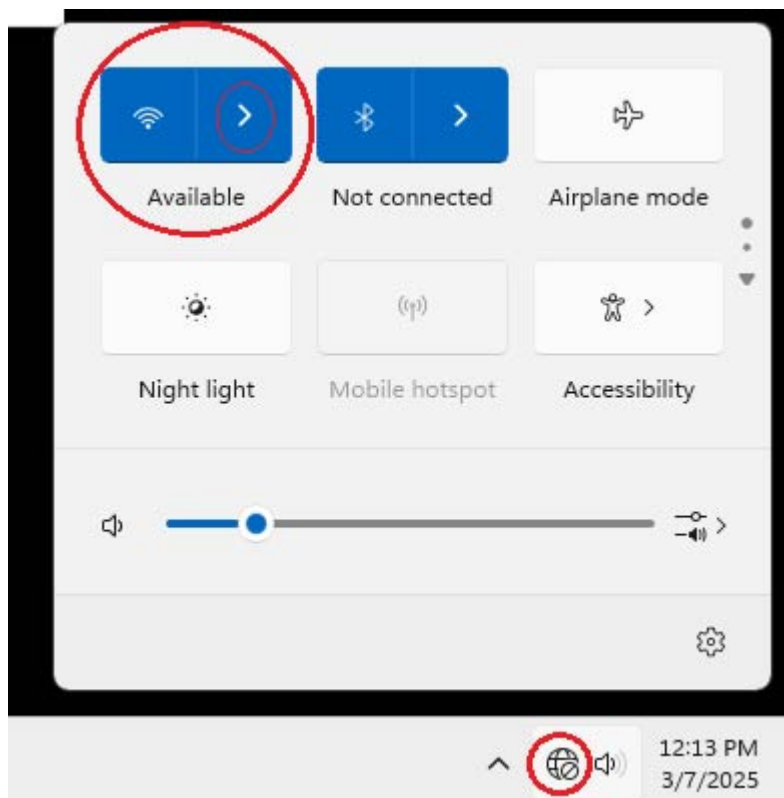 Available
Not connected
Airplane mode
Night light
Mobile hotspot
Accessibility
12:13 PM
3/7/2025